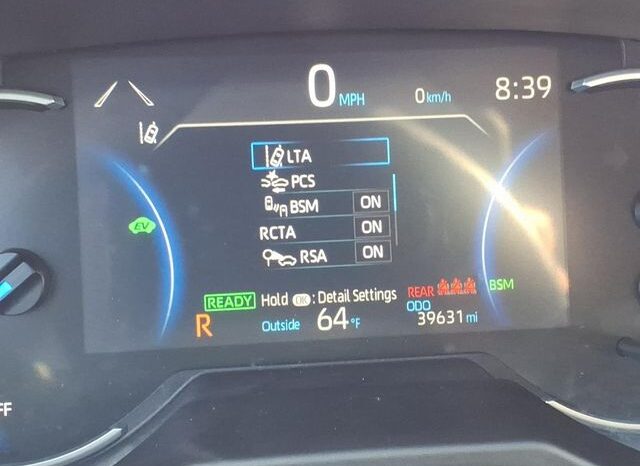 0 MPH 0 km/h 8:39
LTA
PCS
BSM ON
RCTA ON
EV
RSA ON
READY Hold OK : Detail Settings REAR BSM
ODO
R Outside 64 °F 39631 mi
FF